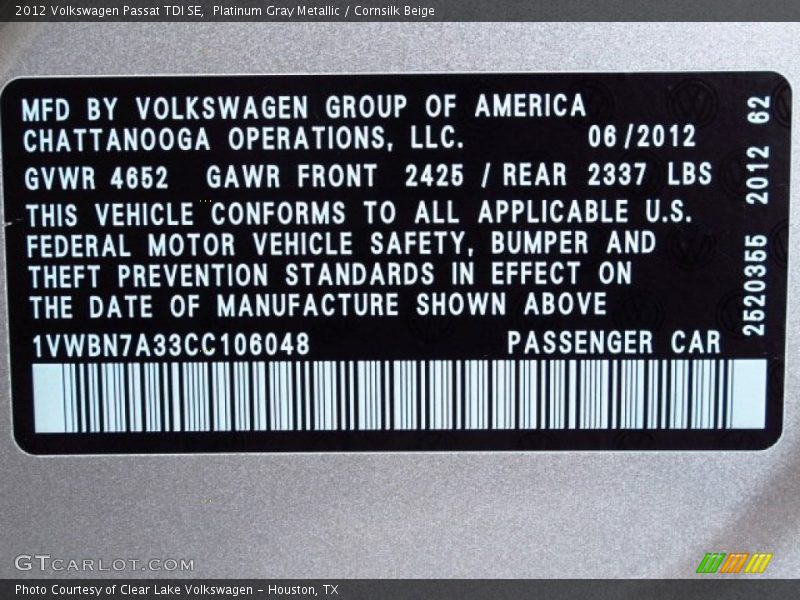 2012 Volkswagen Passat TDI SE,  Platinum Gray Metallic / Cornsilk Beige
MFD BY VOLKSWAGEN GROUP OF AMERICA
CHATTANOOGA OPERATIONS, LLC. 06/2012
GVWR 4652 GAWR FRONT 2425 / REAR 2337 LBS
THIS VEHICLE CONFORMS TO ALL APPLICABLE U.S.
FEDERAL MOTOR VEHICLE SAFETY, BUMPER AND
THEFT PREVENTION STANDARDS IN EFFECT ON
THE DATE OF MANUFACTURE SHOWN ABOVE
1VWBN7A33CC106048 PASSENGER CAR
2520355 2012 62
GTCARLOT.COM
Photo Courtesy of Clear Lake Volkswagen - Houston, TX